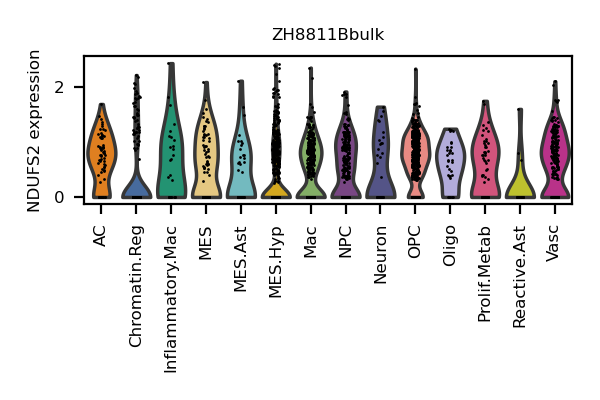 ZH8811Bbulk
NDUFS2 expression
2
0
AC
Chromatin.Reg
Inflammatory.Mac
MES
MES.Ast
MES.Hyp
Mac
NPC
Neuron
OPC
Oligo
Prolif.Metab
Reactive.Ast
Vasc